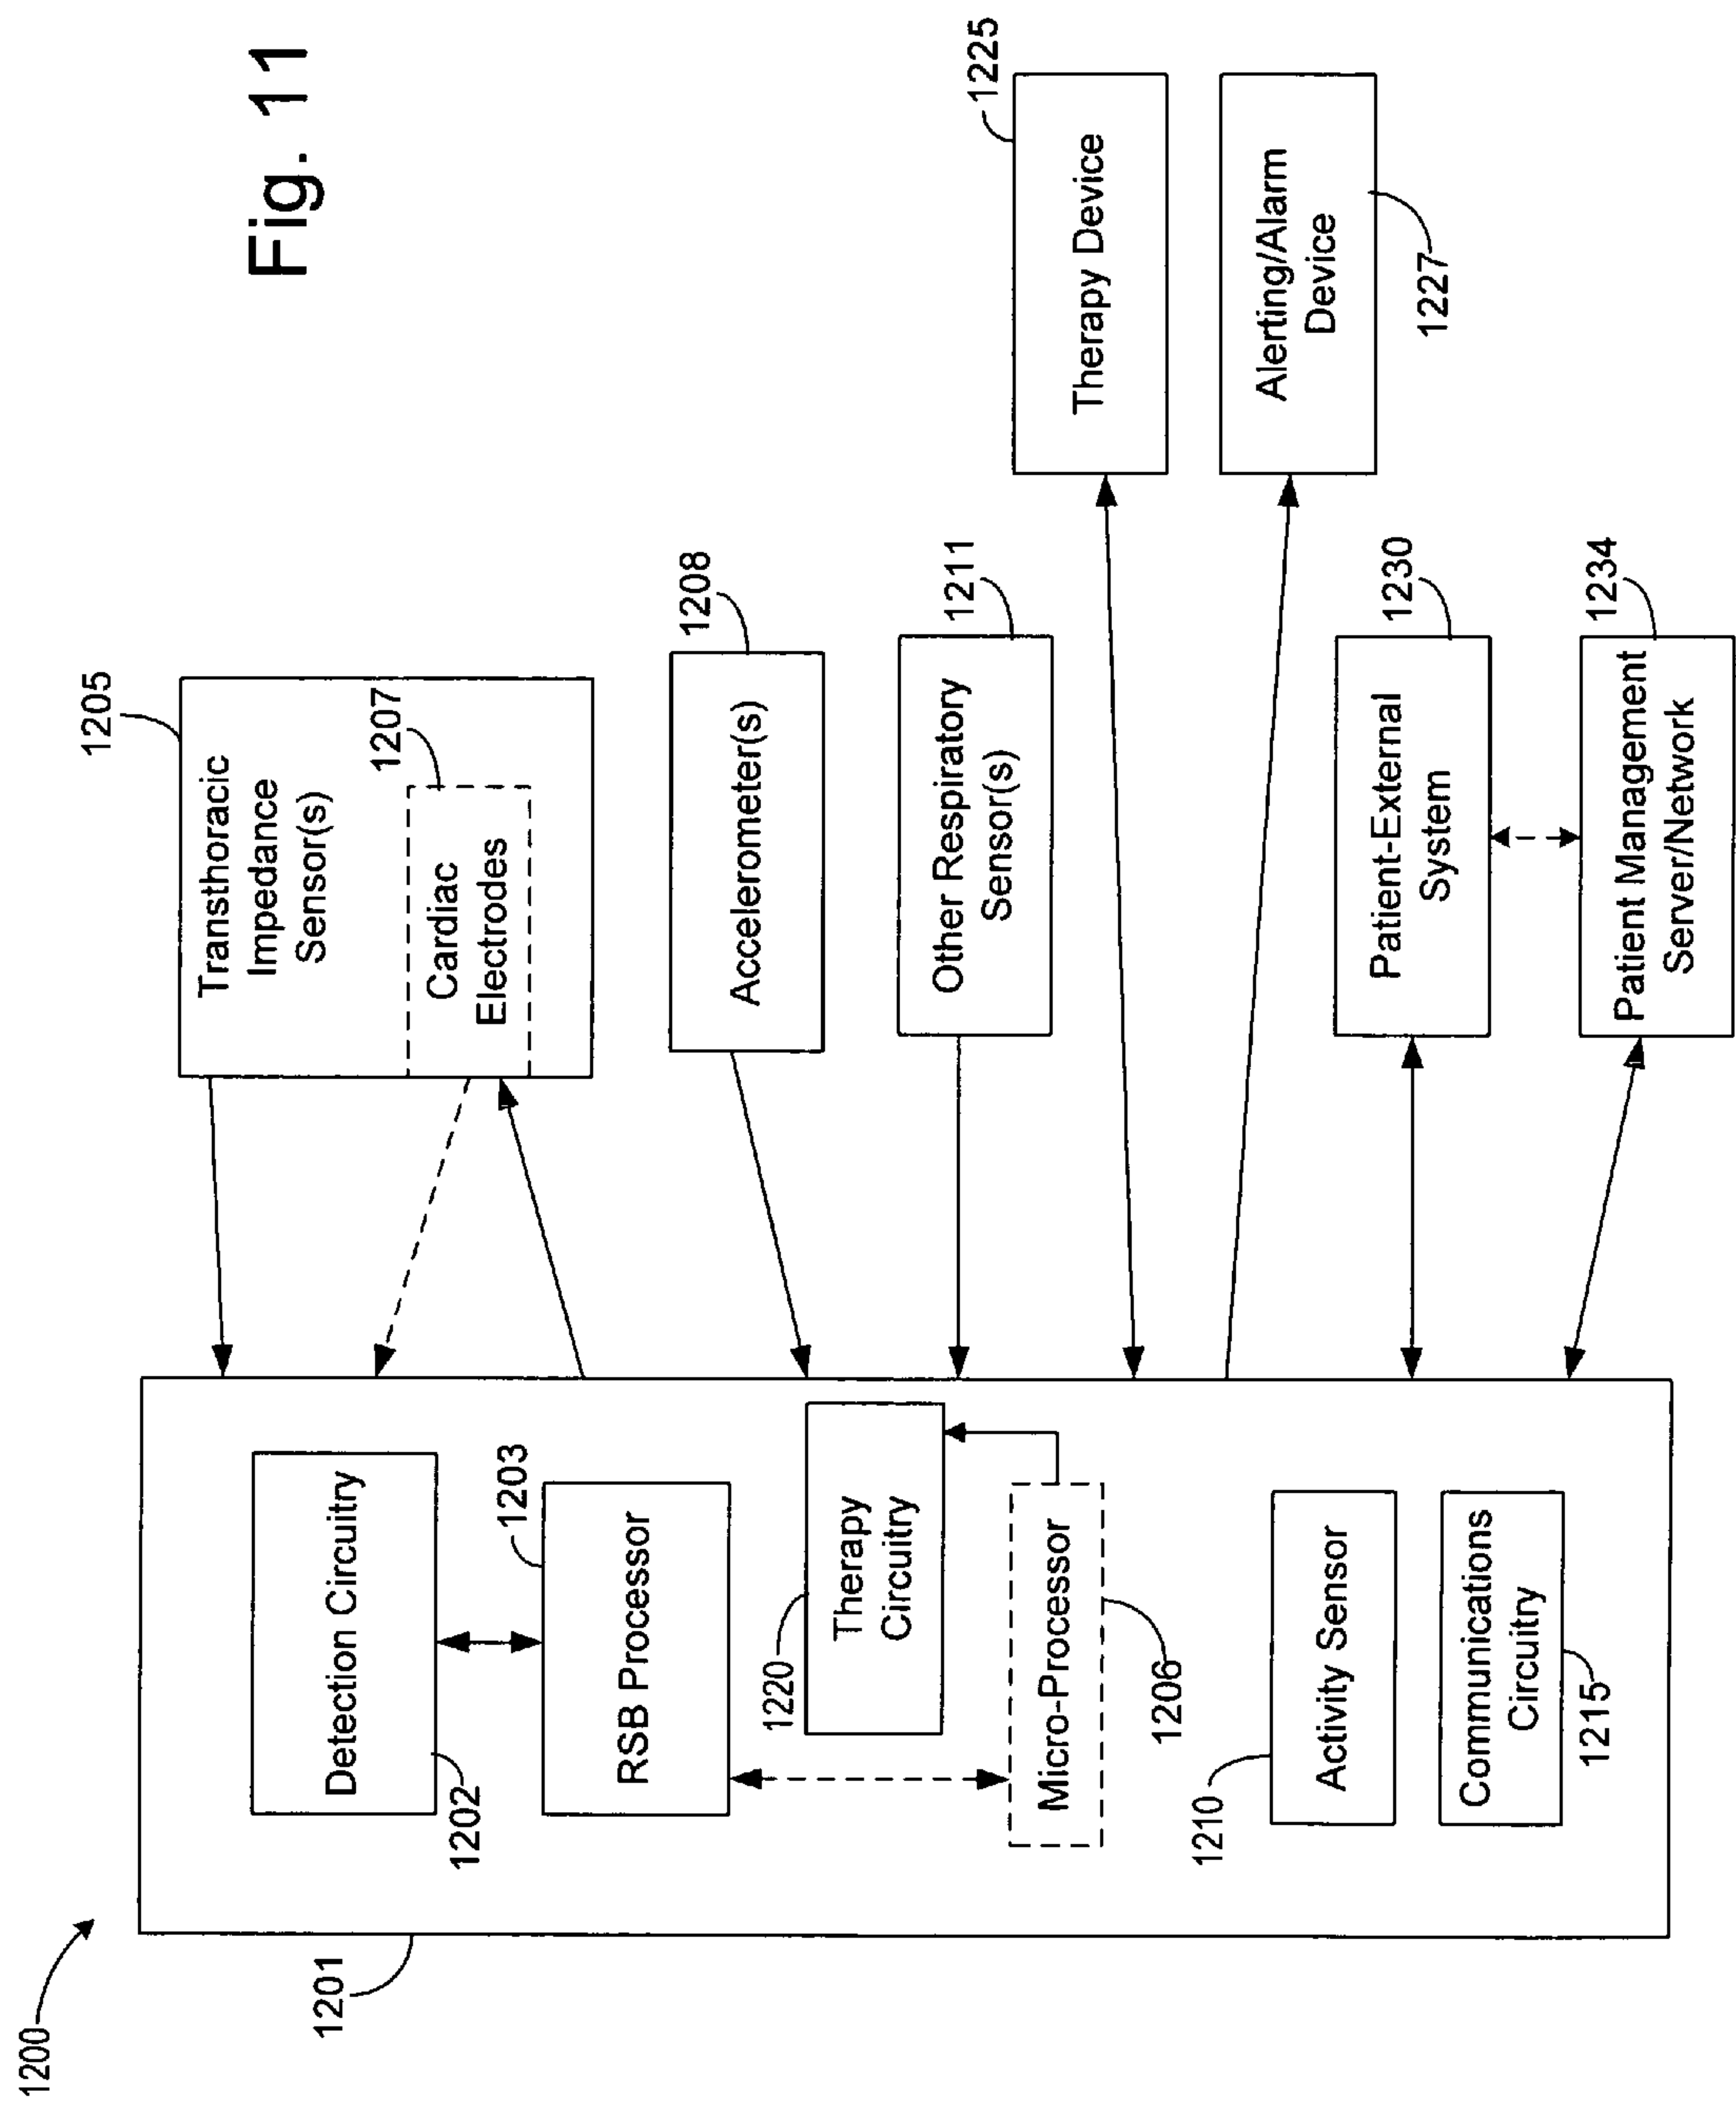 Fig. 11
1200
1201
Detection Circuitry
1202
1203
RSB Processor
1220
Therapy
Circuitry
Micro-Processor
1206
1210
Activity Sensor
Communications
Circuitry
1215
1205
Transthoracic
Impedance
Sensor(s)
1207
Cardiac
Electrodes
1208
Accelerometer(s)
1211
Other Respiratory
Sensor(s)
1225
Therapy Device
Alerting/Alarm
Device
1227
1230
Patient-External
System
1234
Patient Management
Server/Network